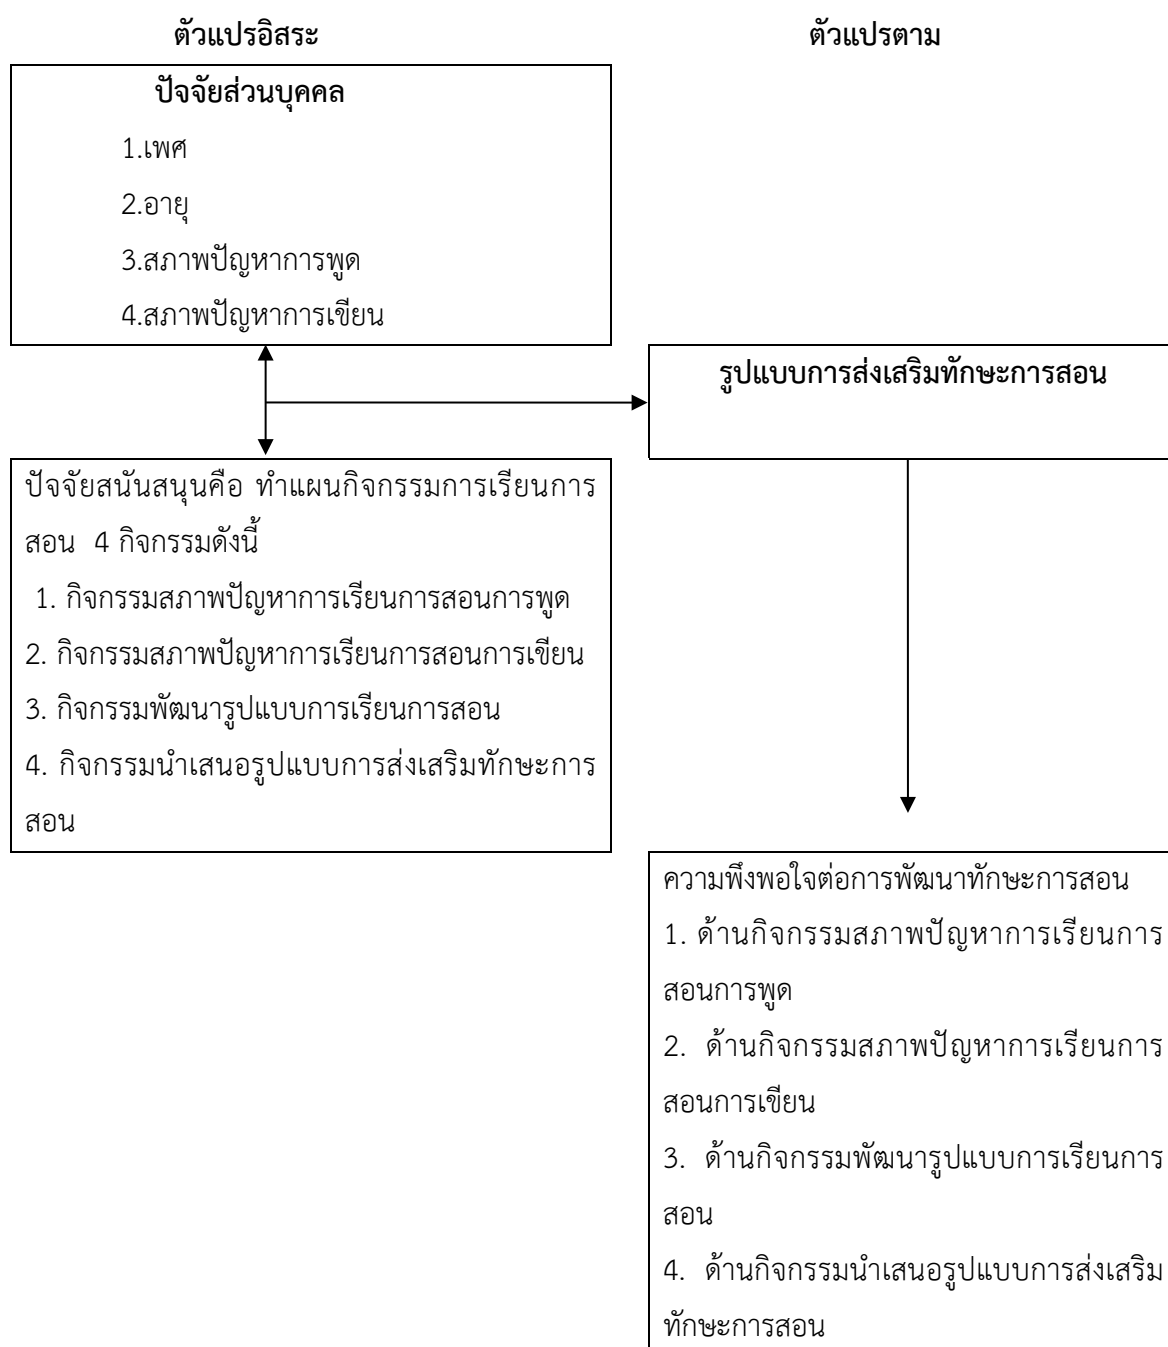 ตัวแปรอิสระ
ตัวแปรตาม
ปัจจัยส่วนบุคคล
1.เพศ
2.อายุ
3.สภาพปัญหาการพูด
4.สภาพปัญหาการเขียน
รูปแบบการส่งเสริมทักษะการสอน
ปัจจัยสนันสนุนคือ ทำแผนกิจกรรมการเรียนการ
สอน 4 กิจกรรมดังนี้
1. กิจกรรมสภาพปัญหาการเรียนการสอนการพูด
2. กิจกรรมสภาพปัญหาการเรียนการสอนการเขียน
3. กิจกรรมพัฒนารูปแบบการเรียนการสอน
4. กิจกรรมนำเสนอรูปแบบการส่งเสริมทักษะการ
สอน
ความพึงพอใจต่อการพัฒนาทักษะการสอน
1. ด้านกิจกรรมสภาพปัญหาการเรียนการ
สอนการพูด
2. ด้านกิจกรรมสภาพปัญหาการเรียนการ
สอนการเขียน
3. ด้านกิจกรรมพัฒนารูปแบบการเรียนการ
สอน
4. ด้านกิจกรรมนำเสนอรูปแบบการส่งเสริม
ทักษะการสอน